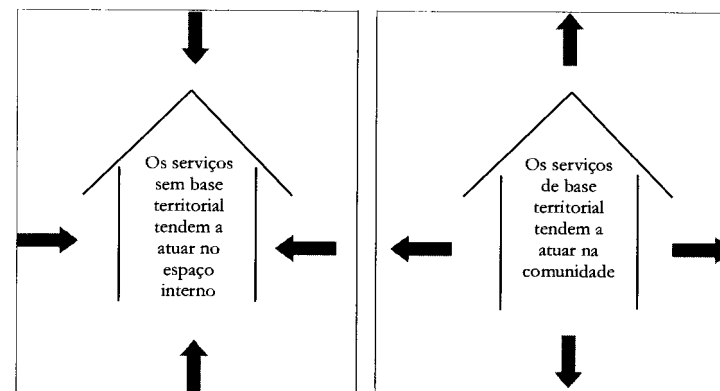 Os serviços
sem base
territorial
tendem a
atuar no
espaço
interno
Os serviços
de base
territorial
tendem a
atuar na
comunidade